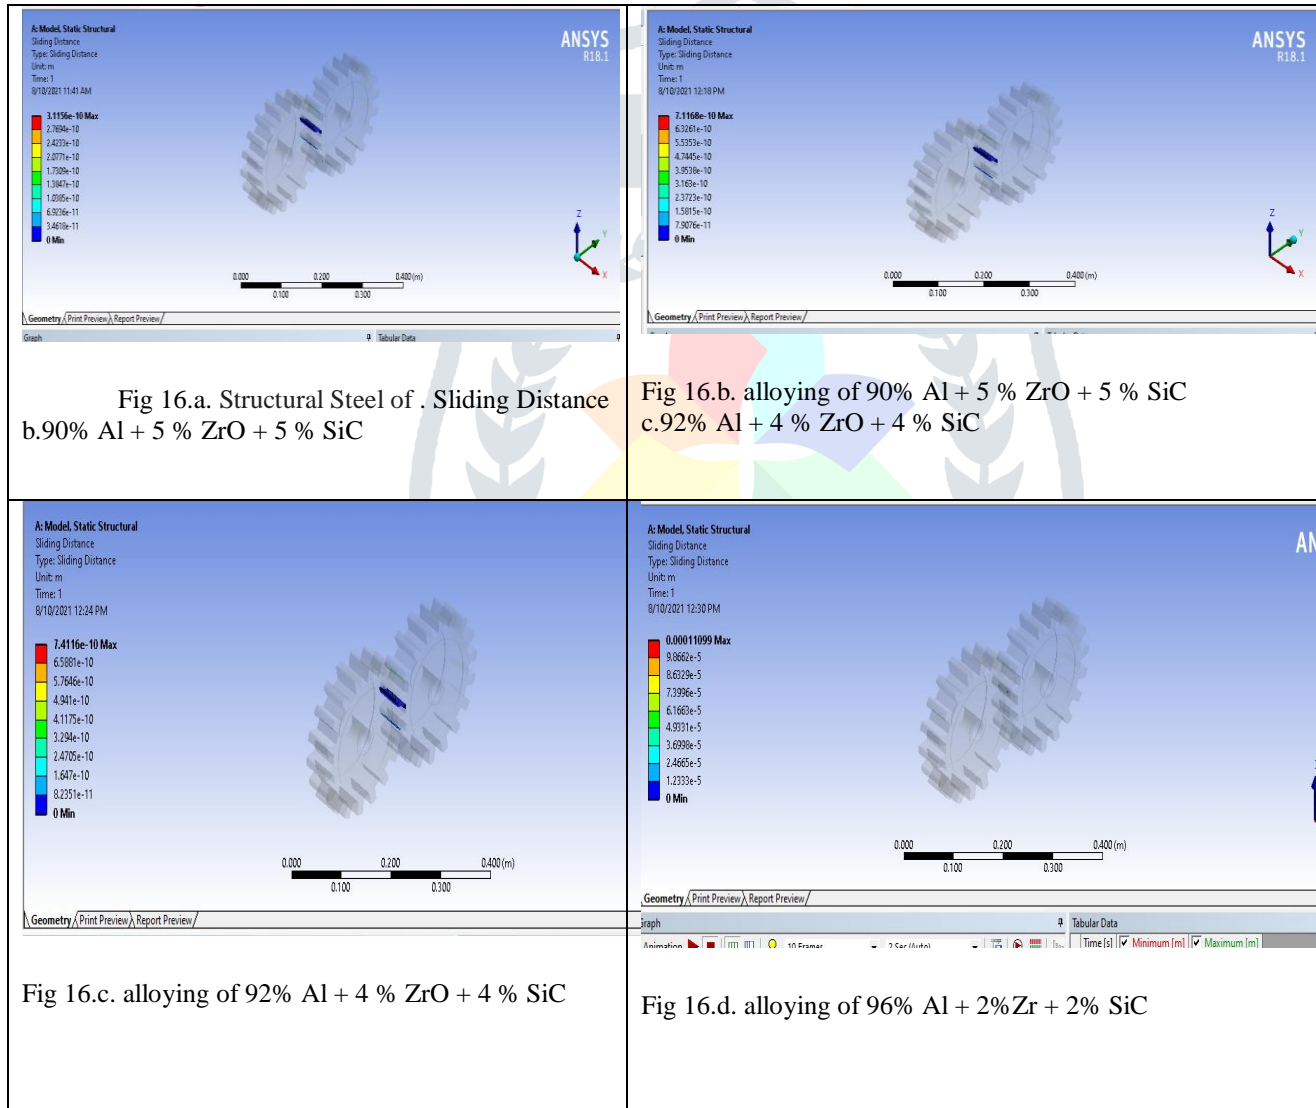 A: Model, Static Structural
Sliding Distance
Type: Sliding Distance
Unit: m
Time: 1
8/10/2021 11:41 AM
ANSYS
R18.1
3.1156e-10 Max
2.7694e-10
2.4233e-10
2.0771e-10
1.7309e-10
1.3847e-10
1.0385e-10
6.9236e-11
3.4618e-11
0 Min
Z
Y
X
0.000 0.200 0.400 (m)
0.100 0.300
Geometry Print Preview Report Preview
Graph
Tabular Data
Fig 16.a. Structural Steel of . Sliding Distance
b.90% Al + 5 % ZrO + 5 % SiC
A: Model, Static Structural
Sliding Distance
Type: Sliding Distance
Unit: m
Time: 1
8/10/2021 12:18 PM
ANSYS
R18.1
7.1168e-10 Max
6.3261e-10
5.5353e-10
4.7445e-10
3.9538e-10
3.163e-10
2.3723e-10
1.5815e-10
7.9076e-11
0 Min
Z
Y
X
0.000 0.200 0.400 (m)
0.100 0.300
Geometry Print Preview Report Preview
Fig 16.b. alloying of 90% Al + 5 % ZrO + 5 % SiC
c.92% Al + 4 % ZrO + 4 % SiC
A: Model, Static Structural
Sliding Distance
Type: Sliding Distance
Unit: m
Time: 1
8/10/2021 12:24 PM
7.4116e-10 Max
6.5881e-10
5.7646e-10
4.941e-10
4.1175e-10
3.294e-10
2.4705e-10
1.647e-10
8.2351e-11
0 Min
0.000 0.200 0.400 (m)
0.100 0.300
Geometry Print Preview Report Preview
Fig 16.c. alloying of 92% Al + 4 % ZrO + 4 % SiC
A: Model, Static Structural
Sliding Distance
Type: Sliding Distance
Unit: m
Time: 1
8/10/2021 12:30 PM
AN
0.00011099 Max
9.8662e-5
8.6329e-5
7.3996e-5
6.1663e-5
4.9331e-5
3.6998e-5
2.4665e-5
1.2333e-5
0 Min
0.000 0.200 0.400 (m)
0.100 0.300
Geometry Print Preview Report Preview
Graph
Tabular Data
Animation 10 Frames 2 Sec (Auto)
Time [s] Minimum [m] Maximum [m]
Fig 16.d. alloying of 96% Al + 2%Zr + 2% SiC